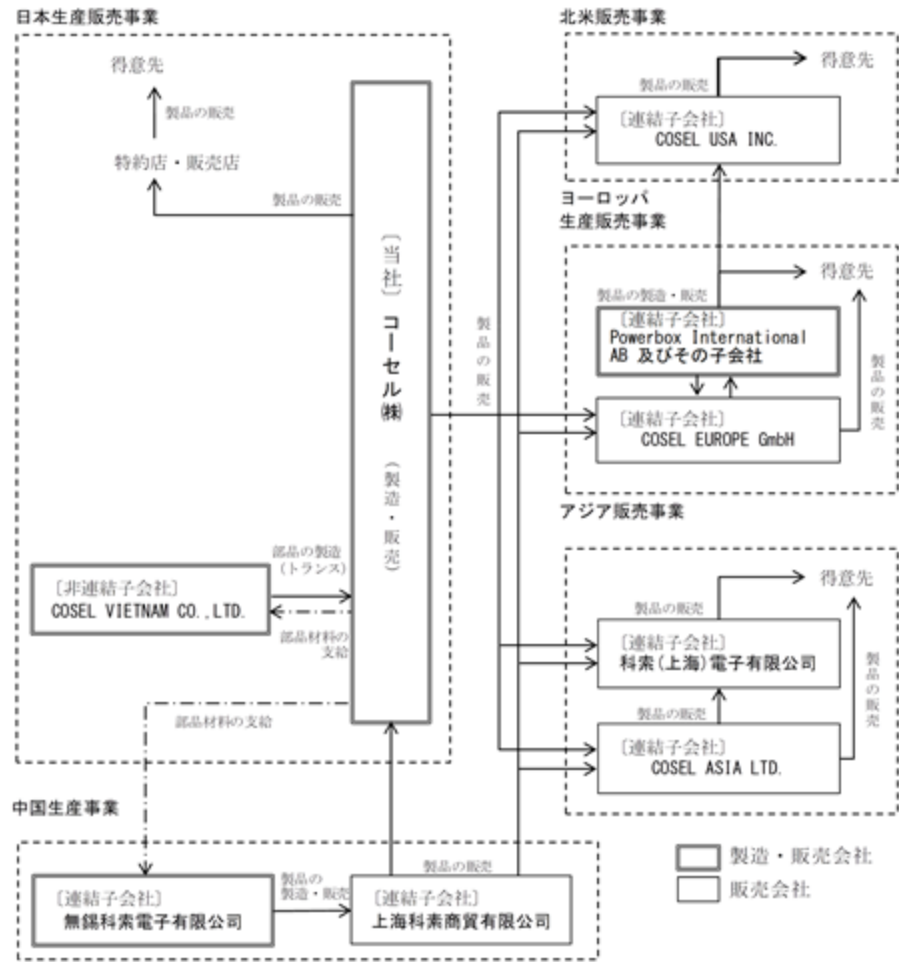 日本生産販売事業
得意先
製品の販売
特約店・販売店
製品の販売
〔当社〕コーセル㈱
(製造・販売)
部品の製造
(トランス)
〔非連結子会社〕
COSEL VIETNAM CO.,LTD.
部品材料の
支給
部品材料の支給
中国生産事業
〔連結子会社〕
無錫科索電子有限公司
製品の
製造・販売
製品の販売
〔連結子会社〕
上海科素商貿有限公司
製品の販売
北米販売事業
得意先
製品の販売
〔連結子会社〕
COSEL USA INC.
ヨーロッパ
生産販売事業
得意先
製品の製造・販売
〔連結子会社〕
Powerbox International
AB 及びその子会社
製品の販売
〔連結子会社〕
COSEL EUROPE GmbH
アジア販売事業
得意先
製品の販売
〔連結子会社〕
科索(上海)電子有限公司
製品の販売
製品の販売
〔連結子会社〕
COSEL ASIA LTD.
製造・販売会社
販売会社